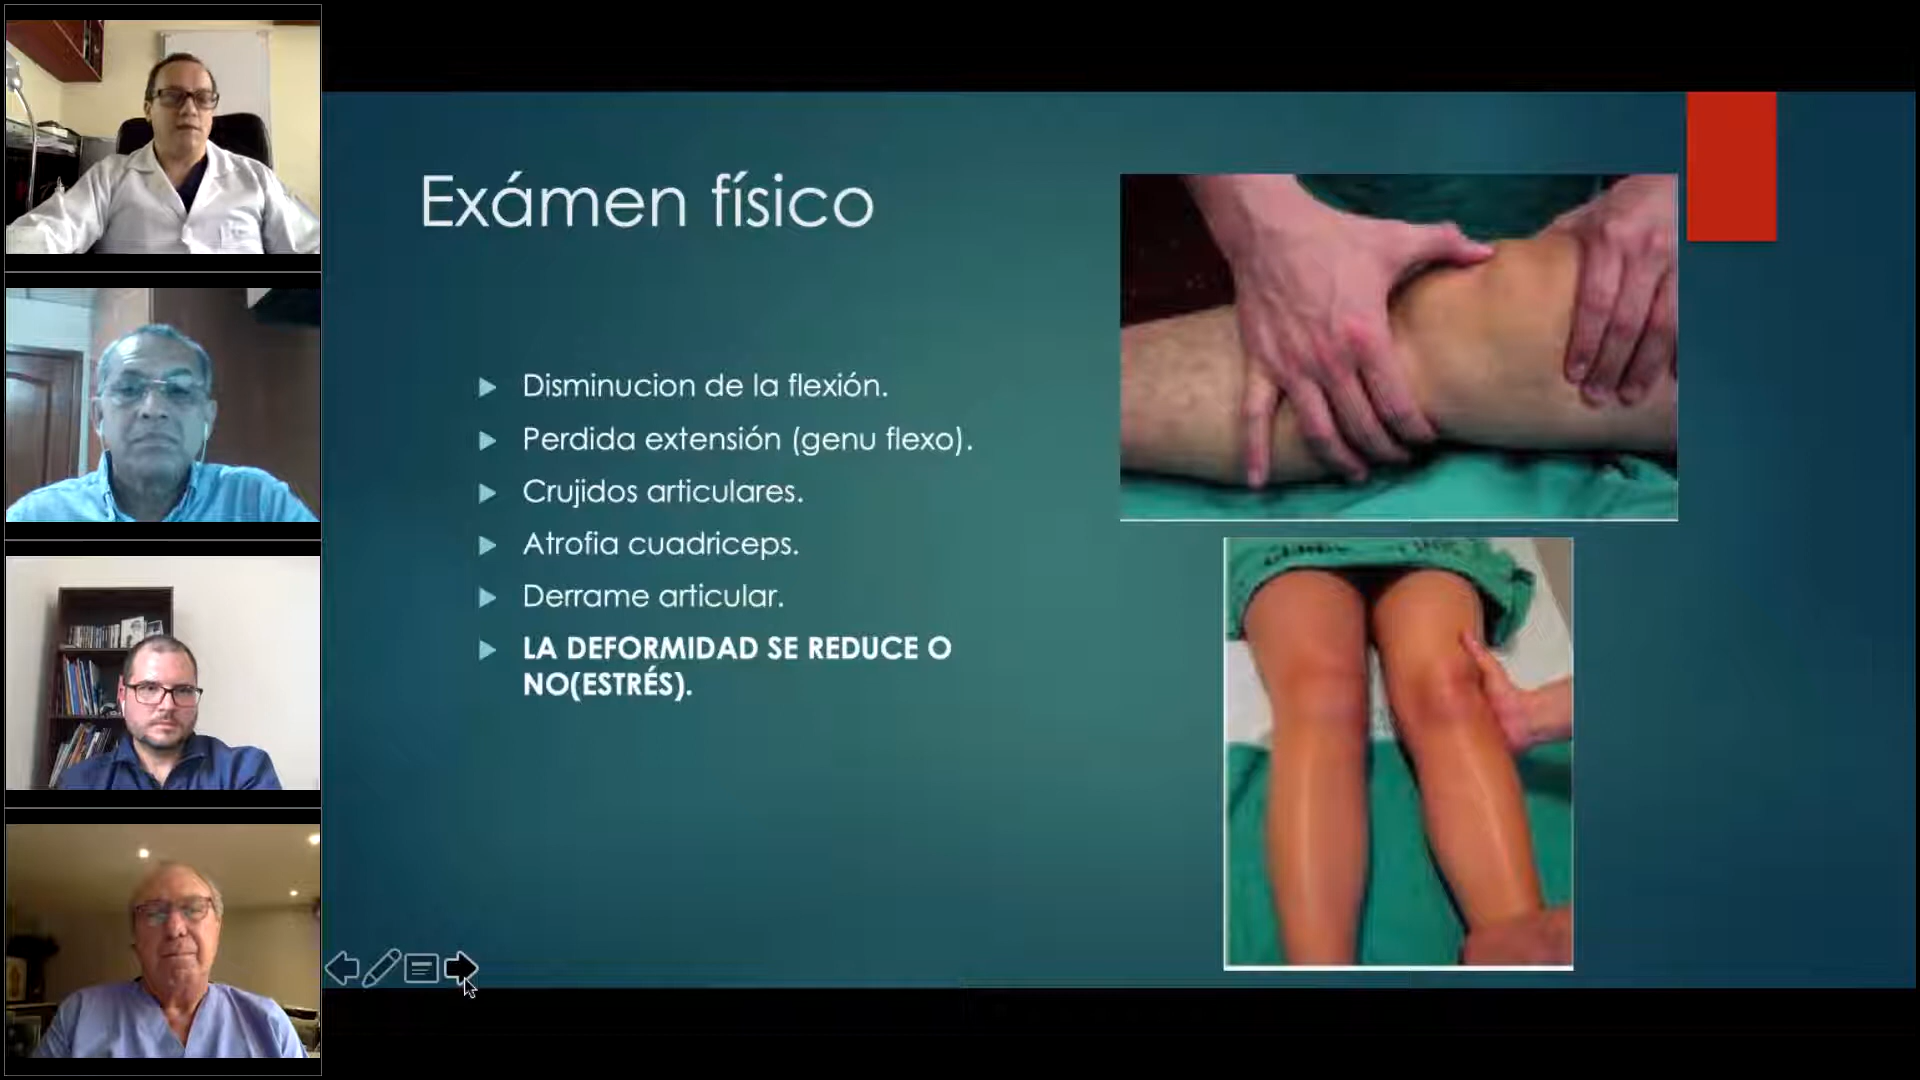 Exámen físico
Disminucion de la flexión.
Perdida extensión (genu flexo).
Crujidos articulares.
Atrofia cuadriceps.
Derrame articular.
LA DEFORMIDAD SE REDUCE O
NO(ESTRÉS).